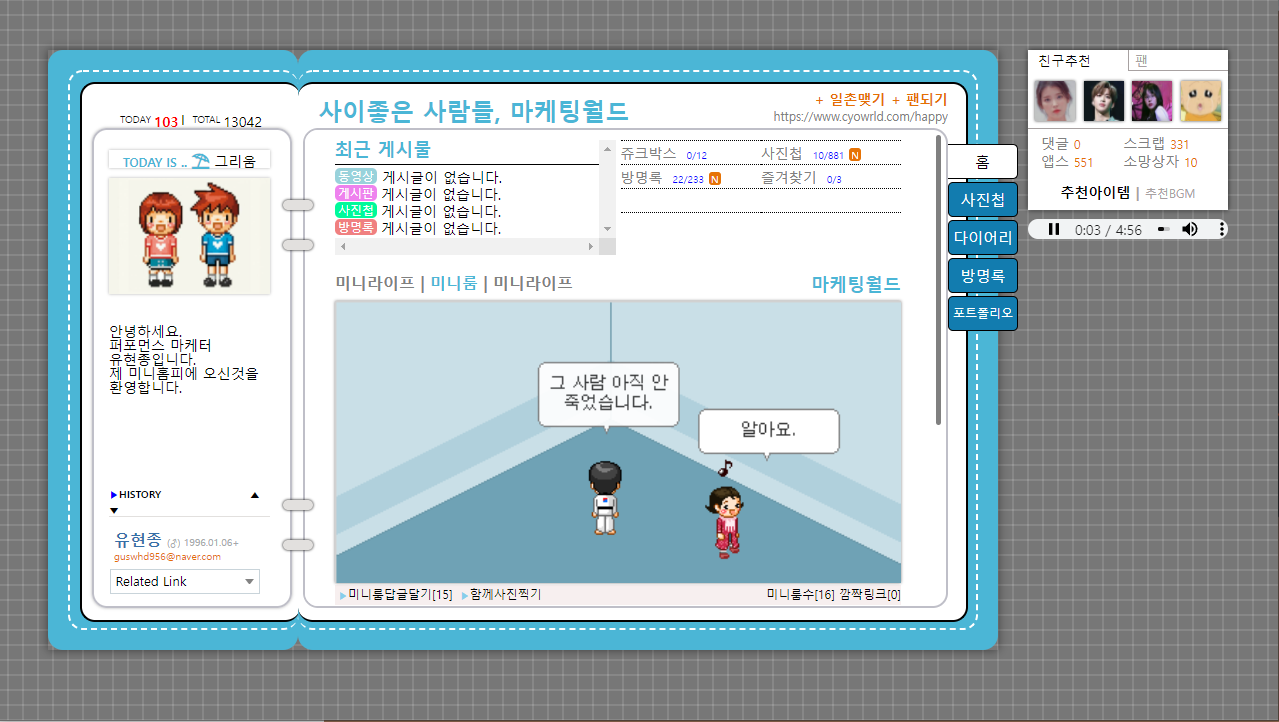 TODAY 103 | TOTAL 13042
TODAY IS .. 그리움
안녕하세요.
퍼포먼스 마케터
유현종입니다.
제 미니홈피에 오신것을
환영합니다.
▶HISTORY ▲
▼
유현종 (♂) 1996.01.06+
guswhd956@naver.com
Related Link
사이좋은 사람들, 마케팅월드
+ 일촌맺기 + 팬되기
https://www.cyowrld.com/happy
최근 게시물
동영상 게시글이 없습니다.
게시판 게시글이 없습니다.
사진첩 게시글이 없습니다.
방명록 게시글이 없습니다.
쥬크박스 0/12 사진첩 10/881 N
방명록 22/233 N 즐겨찾기 0/3
미니라이프 | 미니룸 | 미니라이프
마케팅월드
그 사람 아직 안
죽었습니다.
알아요.
▶미니룸답글달기[15] ▶함께사진찍기
미니룸수[16] 깜짝링크[0]
홈
사진첩
다이어리
방명록
포트폴리오
친구추천 팬
댓글 0 스크랩 331
앱스 551 소망상자 10
추천아이템 | 추천BGM
0:03 / 4:56